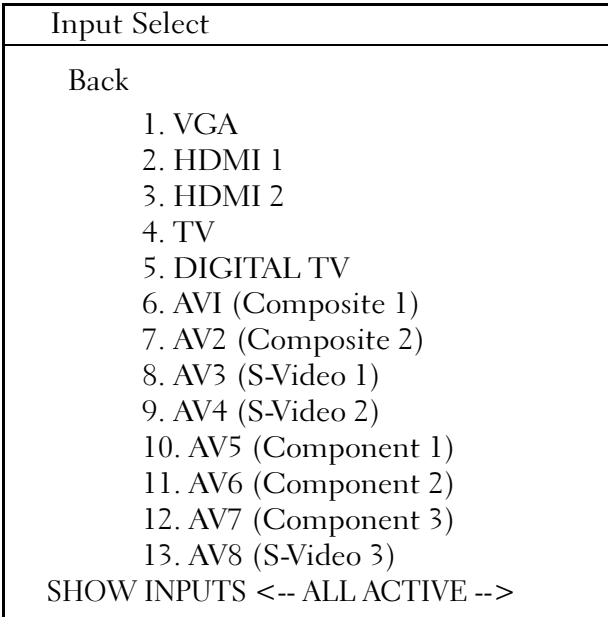 Input Select
Back
1. VGA
2. HDMI 1
3. HDMI 2
4. TV
5. DIGITAL TV
6. AVI (Composite 1)
7. AV2 (Composite 2)
8. AV3 (S-Video 1)
9. AV4 (S-Video 2)
10. AV5 (Component 1)
11. AV6 (Component 2)
12. AV7 (Component 3)
13. AV8 (S-Video 3)
SHOW INPUTS <-- ALL ACTIVE -->